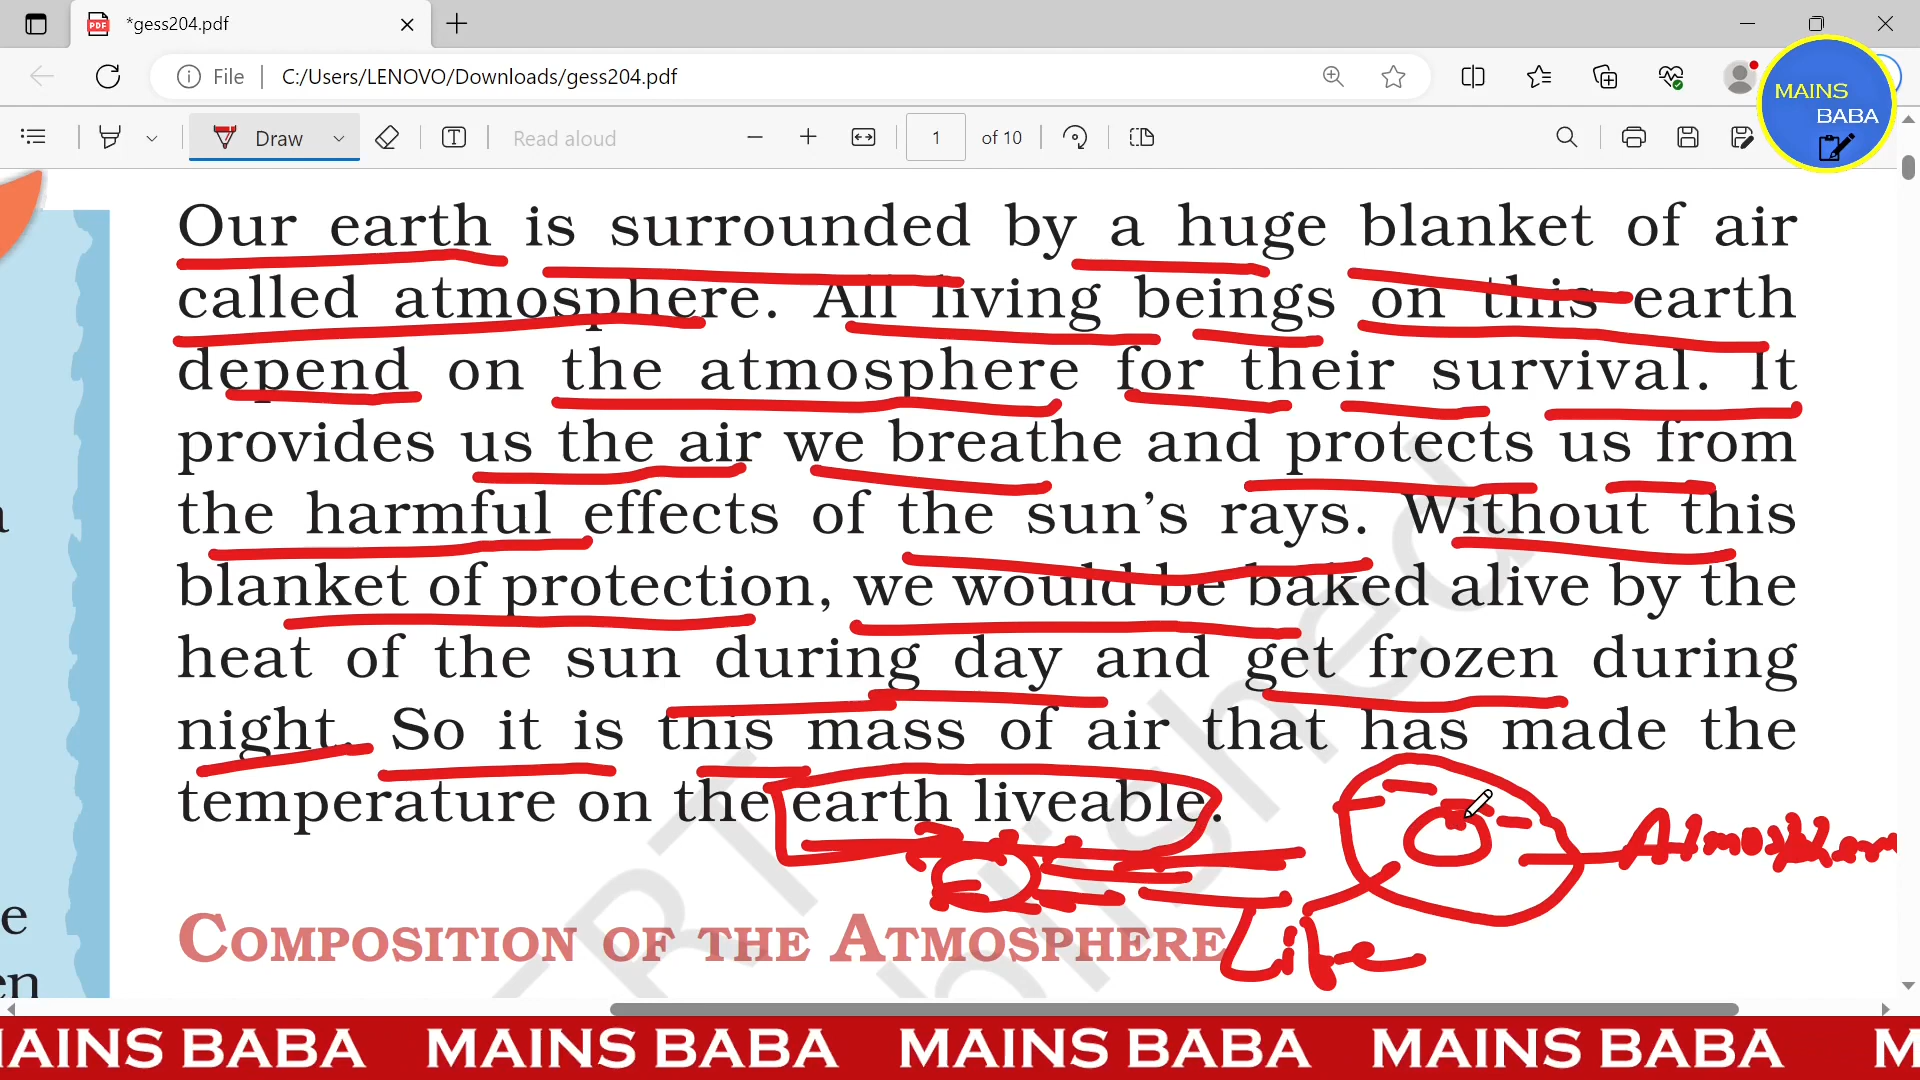 *gess204.pdf
File
C:/Users/LENOVO/Downloads/gess204.pdf
MAINS
BABA
Draw
Read aloud
1 of 10
Our earth is surrounded by a huge blanket of air
called atmosphere. All living beings on this earth
depend on the atmosphere for their survival. It
provides us the air we breathe and protects us from
the harmful effects of the sun's rays. Without this
blanket of protection, we would be baked alive by the
heat of the sun during day and get frozen during
night. So it is this mass of air that has made the
temperature on the earth liveable.
Life
COMPOSITION OF THE ATMOSPHERE
MAINS BABA MAINS BABA MAINS BABA MAINS BABA